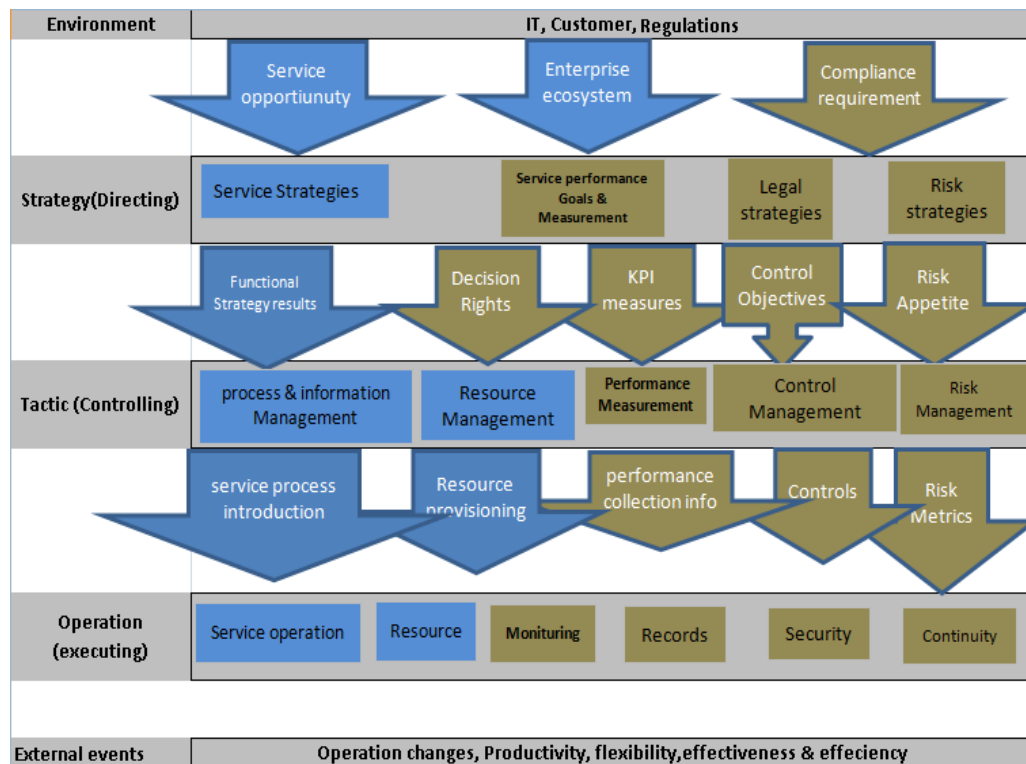 Environment
IT, Customer, Regulations
Service
opportiunuty
Enterprise
ecosystem
Compliance
requirement
Strategy(Directing)
Service Strategies
Service performance
Goals &
Measurement
Legal
strategies
Risk
strategies
Functional
Strategy results
Decision
Rights
KPI
measures
Control
Objectives
Risk
Appetite
Tactic (Controlling)
process & information
Management
Resource
Management
Performance
Measurement
Control
Management
Risk
Management
service process
introduction
Resource
provisioning
performance
collection info
Controls
Risk
Metrics
Operation
(executing)
Service operation
Resource
Monituring
Records
Security
Continuity
External events
Operation changes, Productivity, flexibility,effectiveness & effeciency